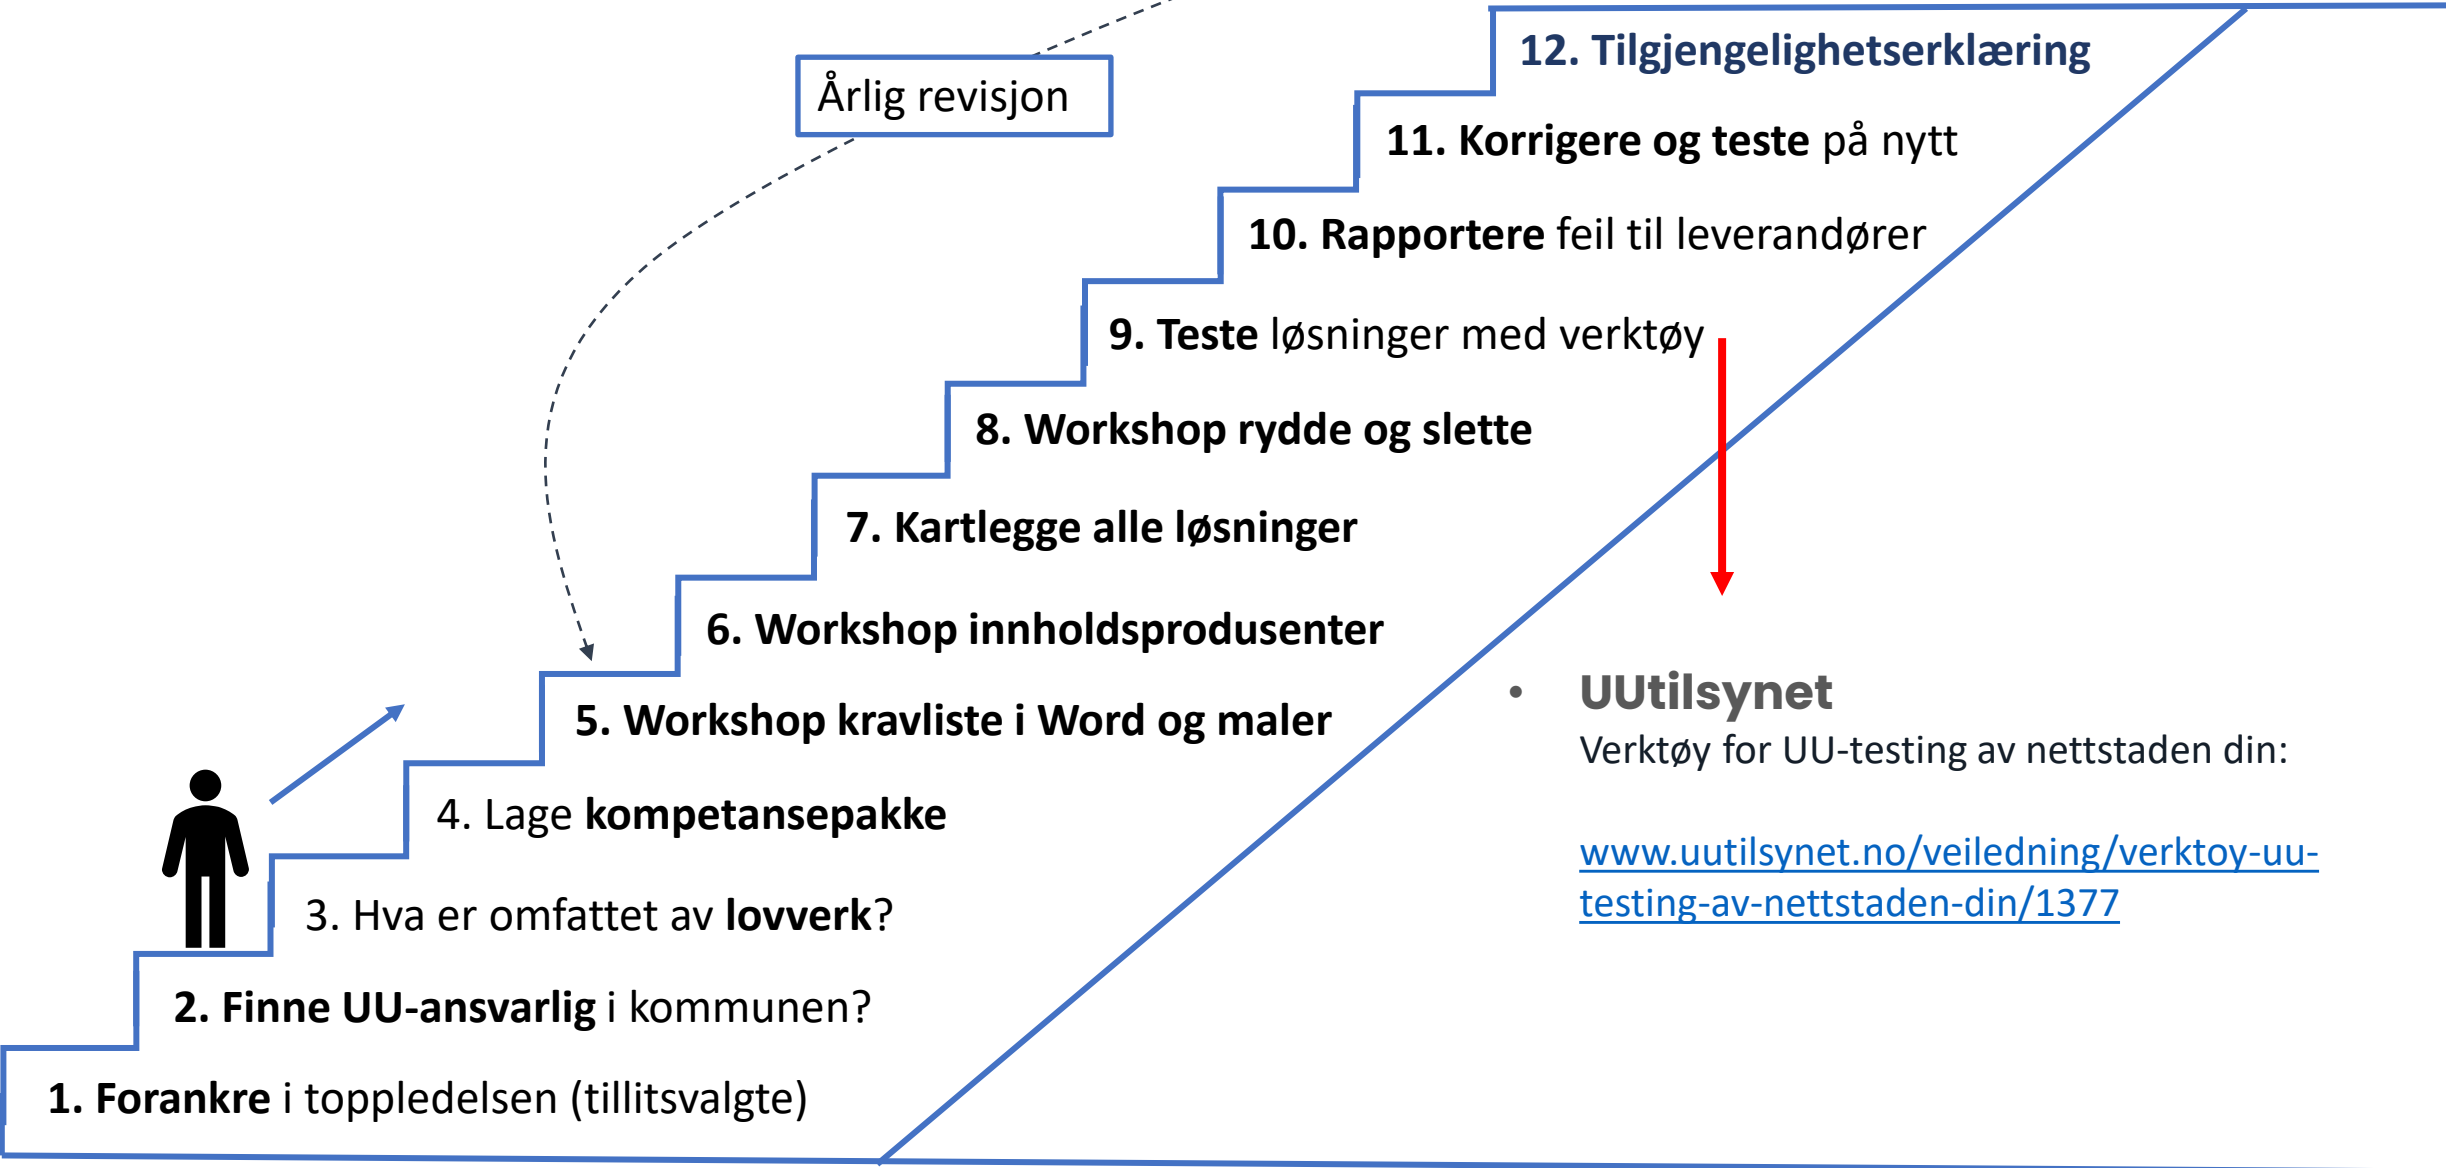 12. Tilgjengelighetserklæring
Årlig revisjon
11. Korrigere og teste på nytt
10. Rapportere feil til leverandører
9. Teste løsninger med verktøy
8. Workshop rydde og slette
7. Kartlegge alle løsninger
6. Workshop innholdsprodusenter
5. Workshop kravliste i Word og maler
4. Lage kompetansepakke
3. Hva er omfattet av lovverk?
2. Finne UU-ansvarlig i kommunen?
1. Forankre i toppledelsen (tillitsvalgte)
• UUtilsynet
Verktøy for UU-testing av nettstaden din:
www.uutilsynet.no/veiledning/verktoy-uu-
testing-av-nettstaden-din/1377